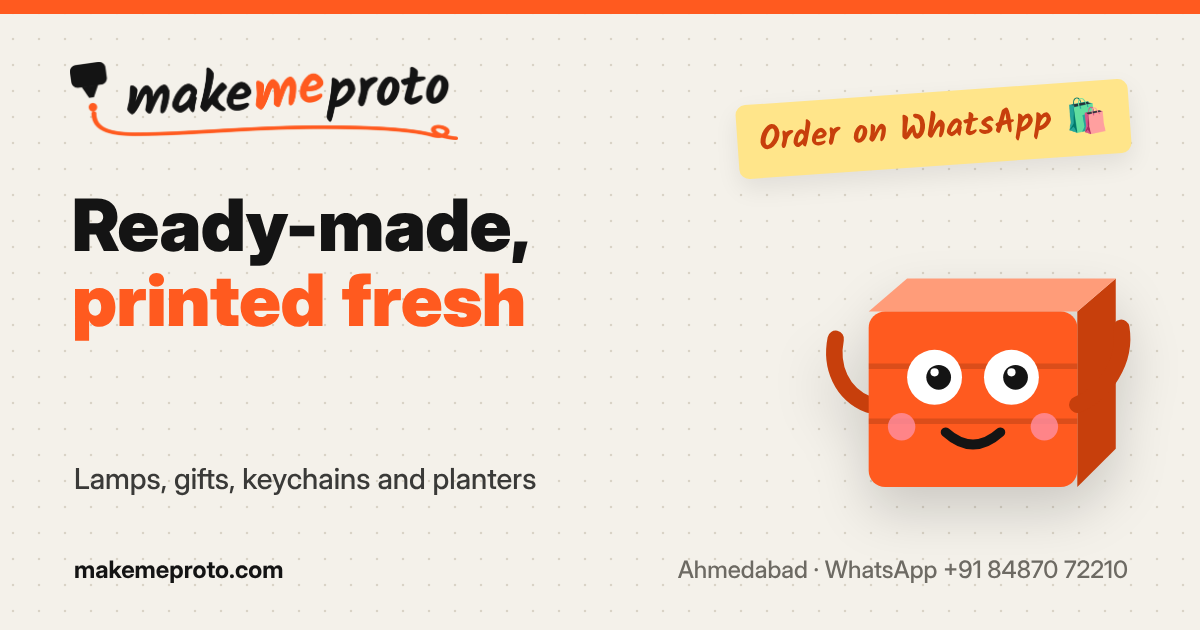 makemeproto
Order on WhatsApp 🛍️
Ready-made,
printed fresh
Lamps, gifts, keychains and planters
makemeproto.com
Ahmedabad · WhatsApp +91 84870 72210